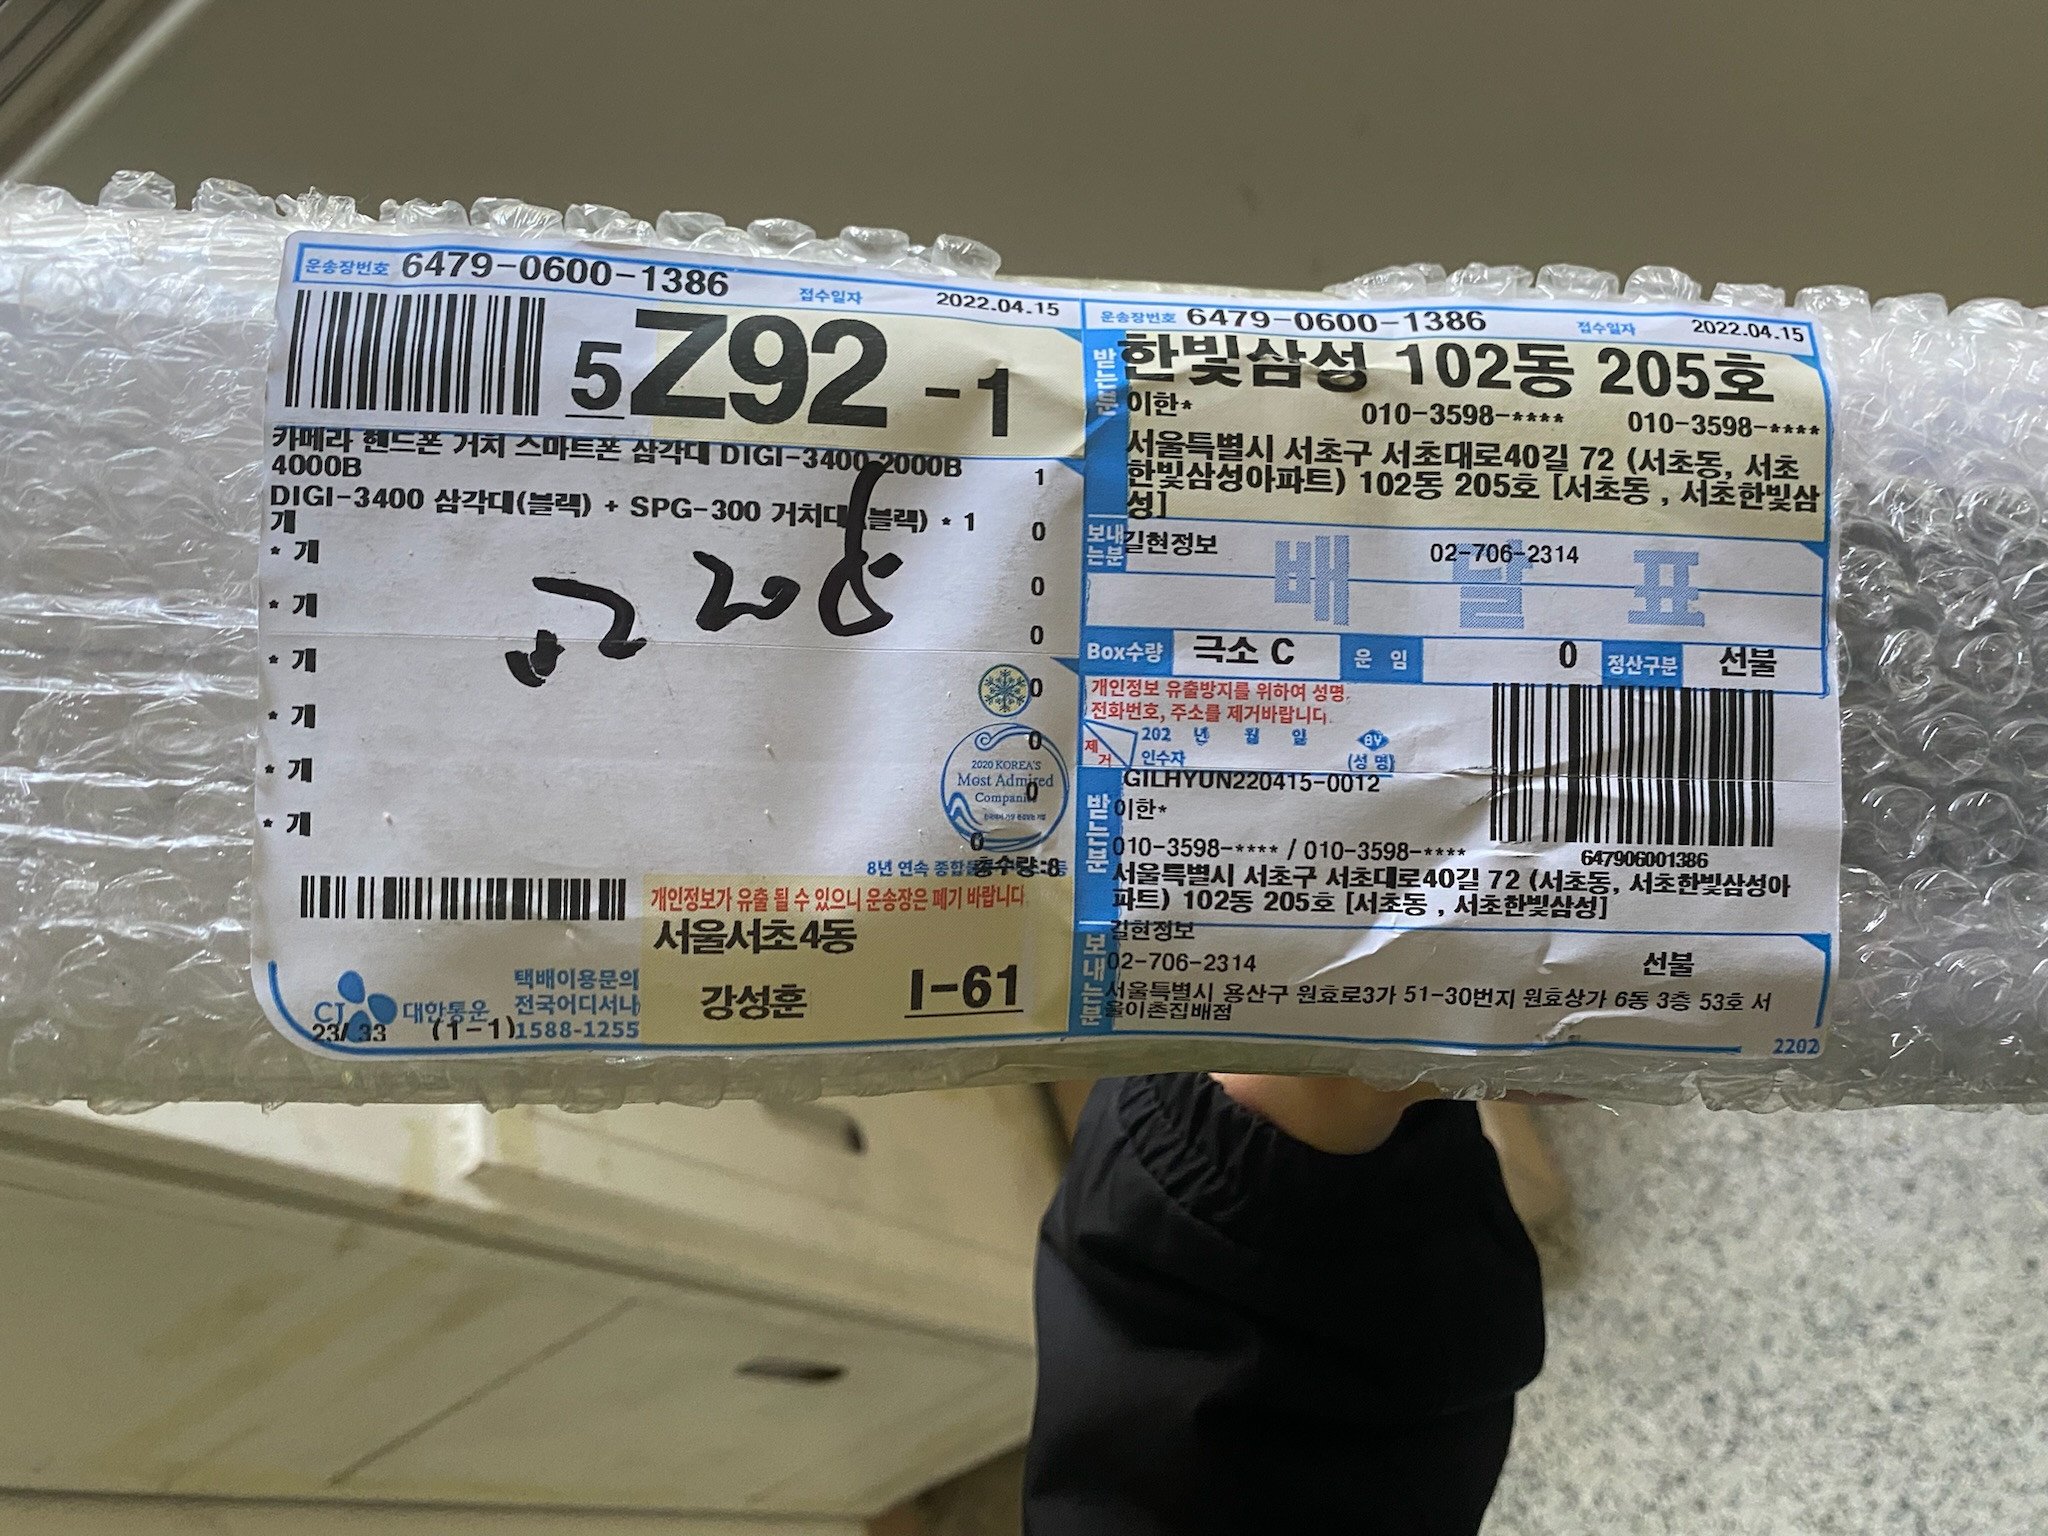 운송장번호 6479-0600-1386 접수일자 2022.04.15
5 Z92 -1
카메라 핸드폰 거치 스마트폰 삼각대 DIGI-3400 2000B
4000B 1
DIGI-3400 삼각대(블랙) + SPG-300 거치대(블랙) * 1
개 0
* 개 0
* 개 0
* 개 0
* 개 0
* 개 0
* 개 0
2 205
2020 KOREA'S
Most Admired
Companies
8년 연속 종합
총수량:8
개인정보가 유출 될 수 있으니 운송장은 폐기 바랍니다.
서울서초4동
강성훈 I-61
CJ 대한통운
택배이용문의
전국어디서나
1588-1255
23/33 (1-1)
운송장번호 6479-0600-1386 접수일자 2022.04.15
받는분
한빛삼성 102동 205호
이한* 010-3598-**** 010-3598-****
서울특별시 서초구 서초대로40길 72 (서초동, 서초
한빛삼성아파트) 102동 205호 [서초동 , 서초한빛삼
성]
보내는분
길현정보 02-706-2314
배달표
Box수량 극소 C 운 임 0 정산구분 선불
개인정보 유출방지를 위하여 성명,
전화번호, 주소를 제거바랍니다.
제거
202 년 월 일 BY
인수자 (성 명)
647906001386
받는분
GILHYUN220415-0012
이한*
010-3598-**** / 010-3598-****
서울특별시 서초구 서초대로40길 72 (서초동, 서초한빛삼성아
파트) 102동 205호 [서초동 , 서초한빛삼성]
보내는분
길현정보
02-706-2314 선불
서울특별시 용산구 원효로3가 51-30번지 원효상가 6동 3층 53호 서
울이촌집배점
2202